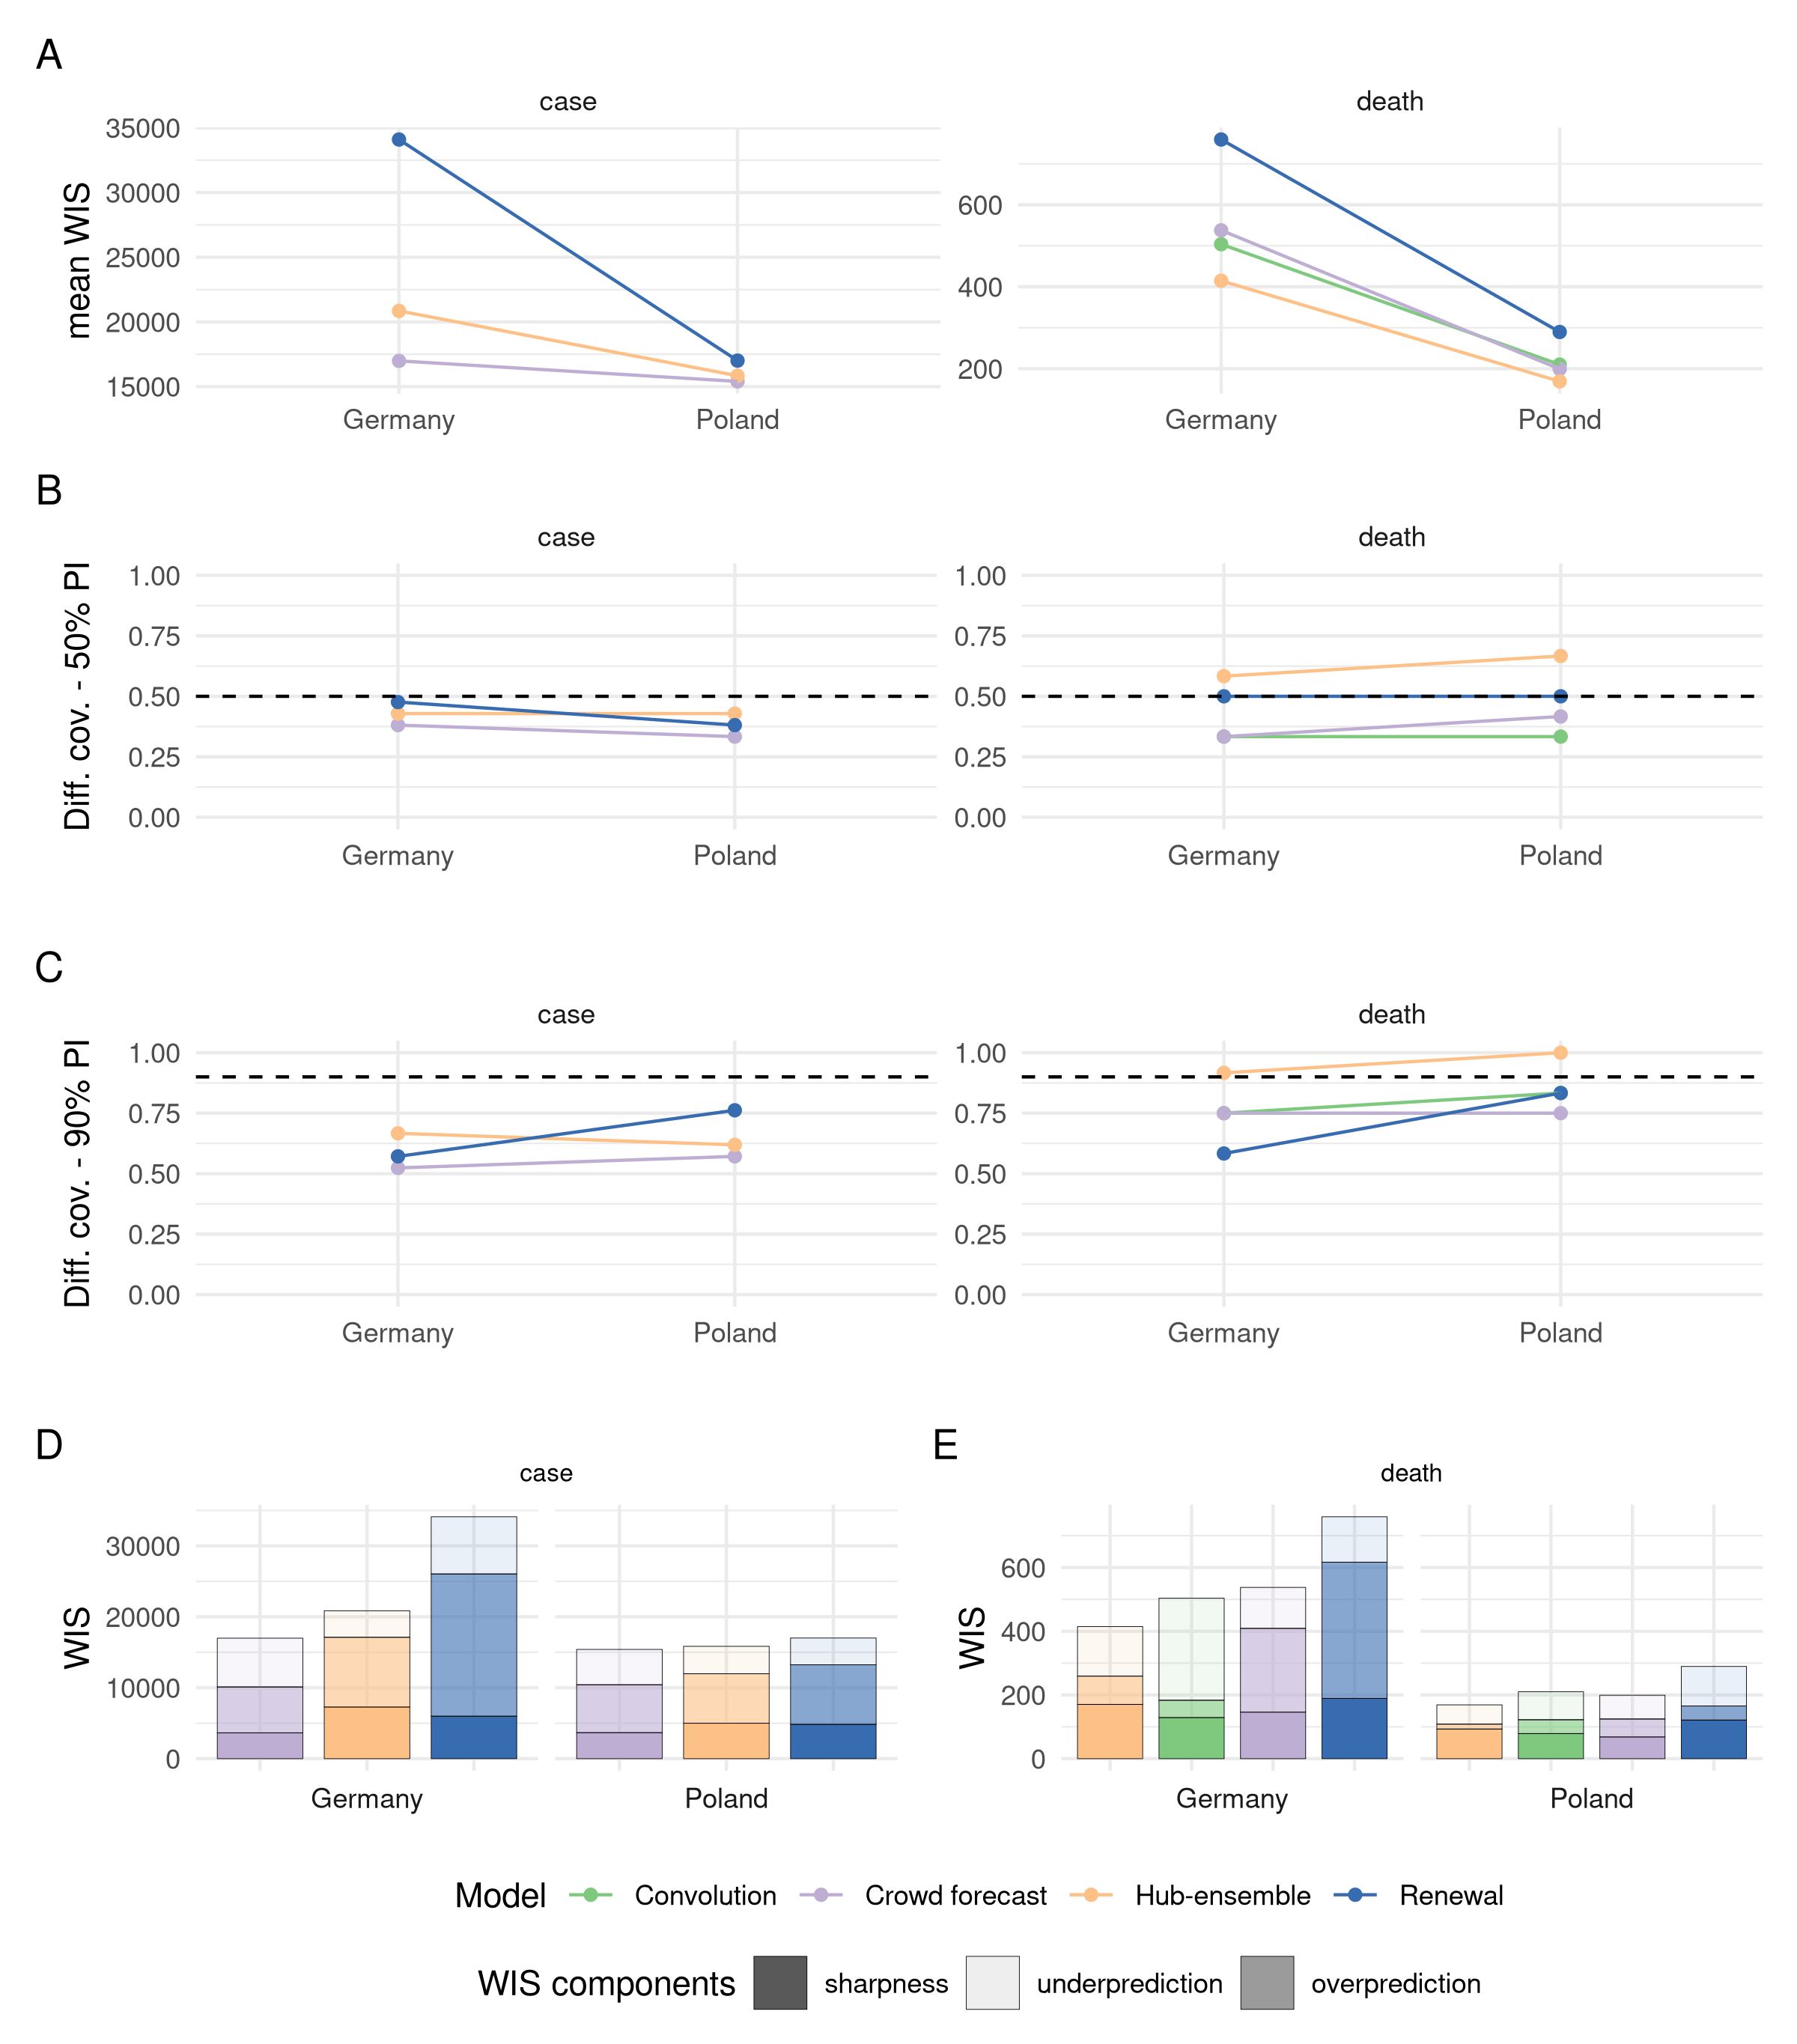 A
case
death
mean WIS
35000
30000
25000
20000
15000
600
400
200
Germany
Poland
Germany
Poland
B
case
death
Diff. cov. - 50% PI
1.00
0.75
0.50
0.25
0.00
1.00
0.75
0.50
0.25
0.00
Germany
Poland
Germany
Poland
C
case
death
Diff. cov. - 90% PI
1.00
0.75
0.50
0.25
0.00
1.00
0.75
0.50
0.25
0.00
Germany
Poland
Germany
Poland
D
case
WIS
30000
20000
10000
0
Germany
Poland
E
death
WIS
600
400
200
0
Germany
Poland
Model Convolution Crowd forecast Hub-ensemble Renewal
WIS components sharpness underprediction overprediction